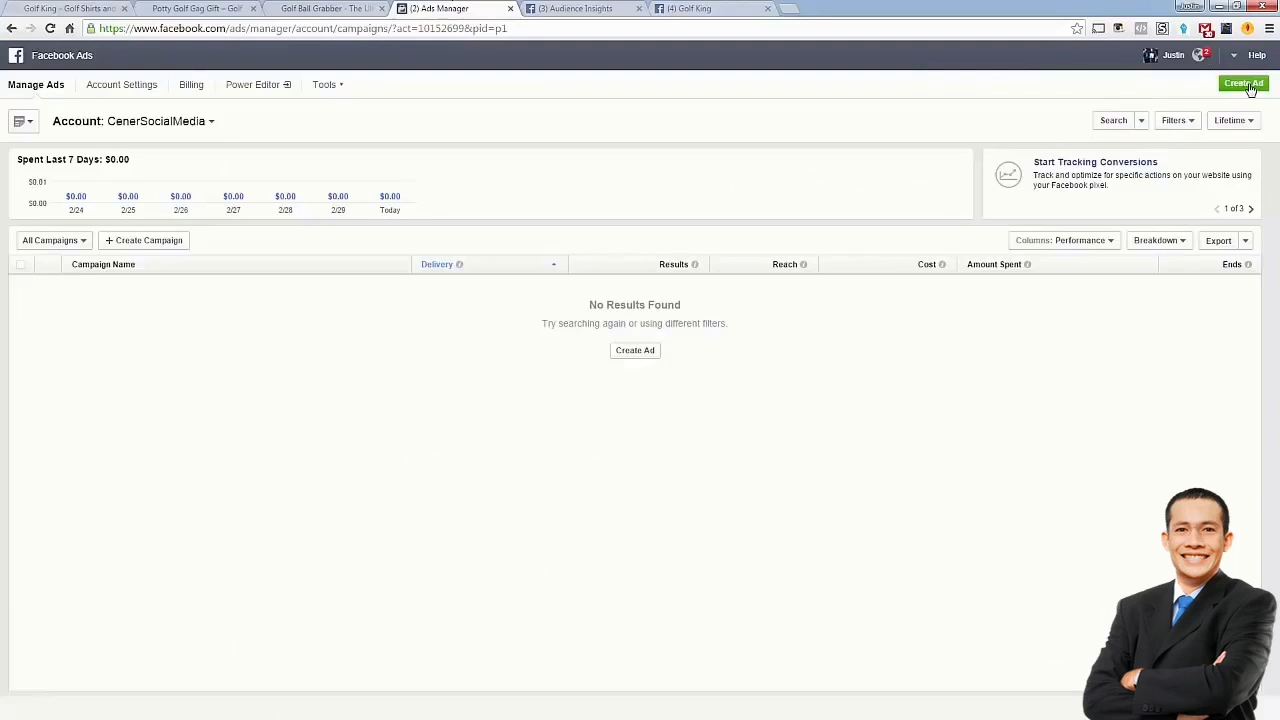 Golf King – Golf Shirts and
Potty Golf Gag Gift – Golf
Golf Ball Grabber - The Ul
(2) Ads Manager
(3) Audience Insights
(4) Golf King
Justin
https://www.facebook.com/ads/manager/account/campaigns/?act=10152699&pid=p1
30
Facebook Ads
Justin
2
Help
Manage Ads
Account Settings
Billing
Power Editor
Tools
Create Ad
Account: CenerSocialMedia
Search
Filters
Lifetime
Spent Last 7 Days: $0.00
$0.01
$0.00
$0.00 $0.00 $0.00 $0.00 $0.00 $0.00 $0.00
2/24 2/25 2/26 2/27 2/28 2/29 Today
Start Tracking Conversions
Track and optimize for specific actions on your website using
your Facebook pixel.
1 of 3
All Campaigns
+ Create Campaign
Columns: Performance
Breakdown
Export
Campaign Name
Delivery
Results
Reach
Cost
Amount Spent
Ends
No Results Found
Try searching again or using different filters.
Create Ad